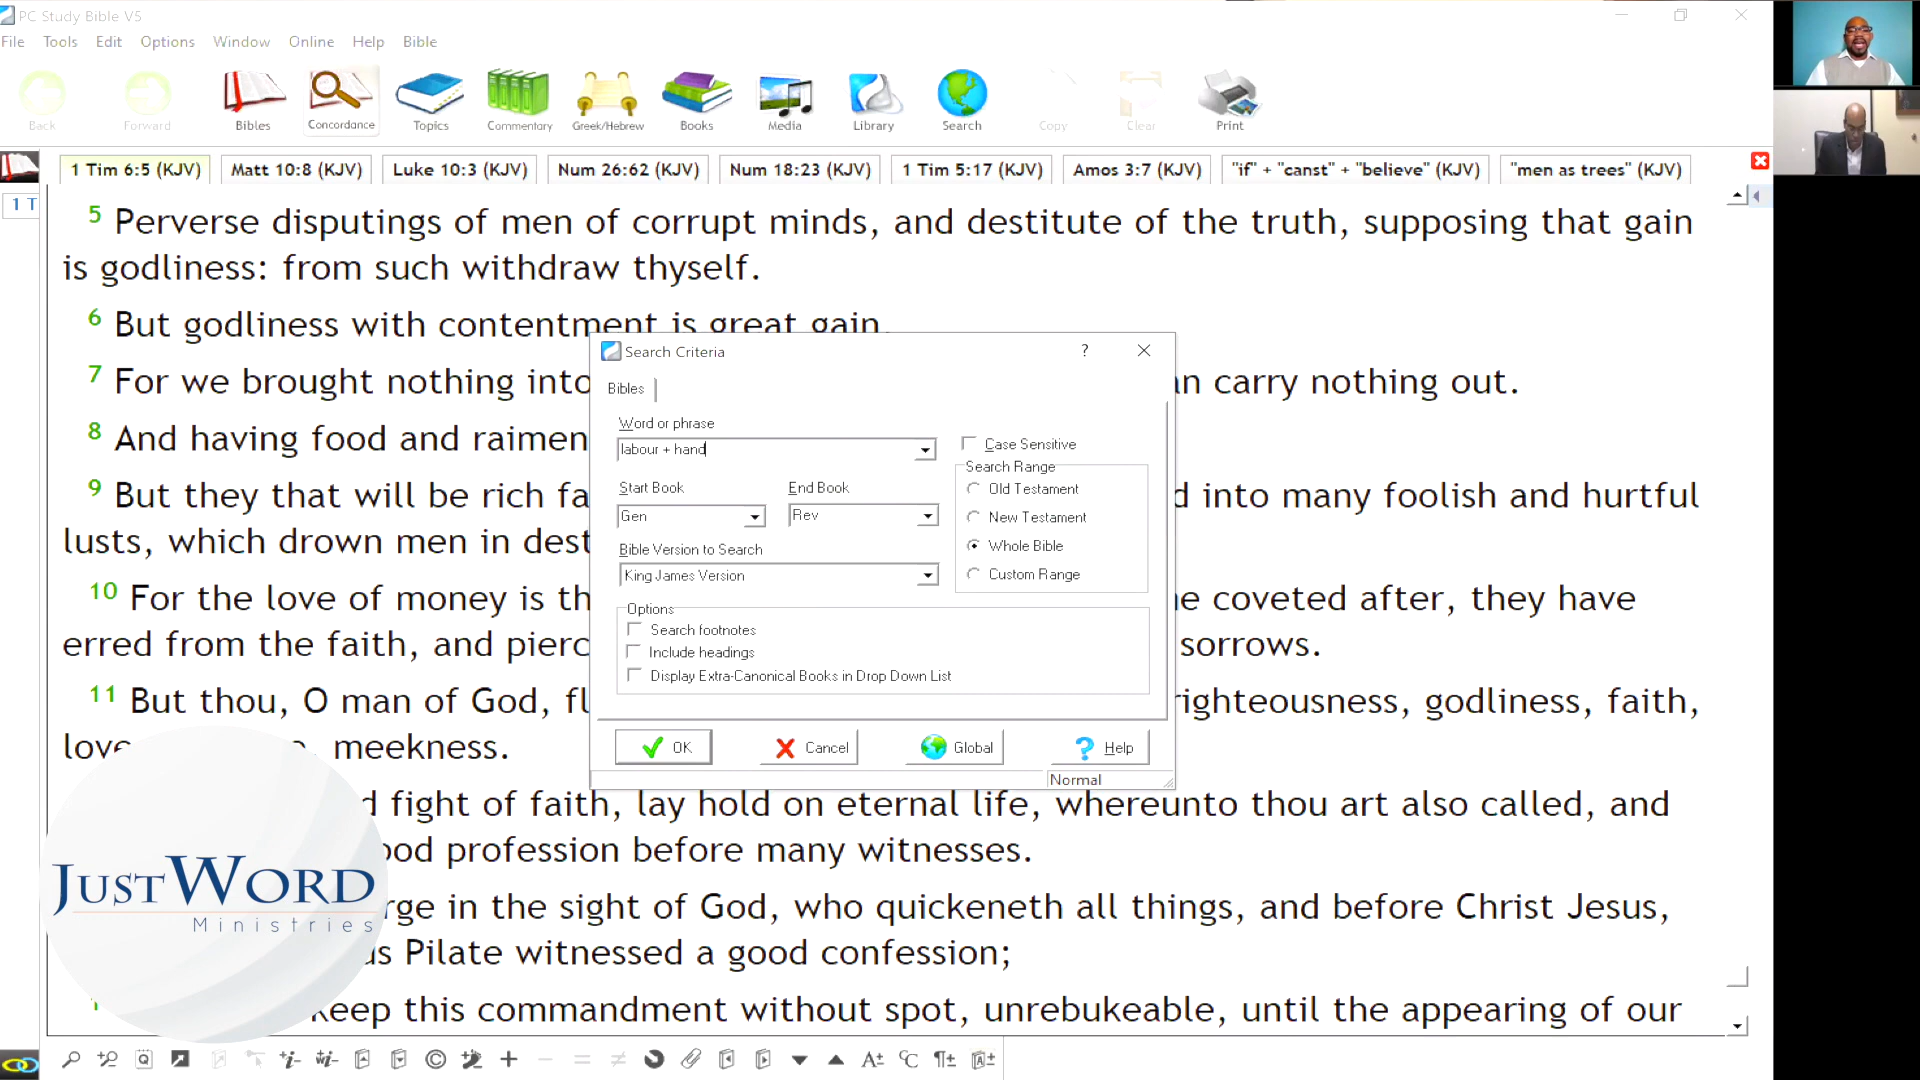 PC Study Bible V5
File Tools Edit Options Window Online Help Bible
Back Forward Bibles Concordance Topics Commentary Greek/Hebrew Books Media Library Search Copy Clear Print
1 Tim 6:5 (KJV) Matt 10:8 (KJV) Luke 10:3 (KJV) Num 26:62 (KJV) Num 18:23 (KJV) 1 Tim 5:17 (KJV) Amos 3:7 (KJV) "if" + "canst" + "believe" (KJV) "men as trees" (KJV)
1 T
5 Perverse disputings of men of corrupt minds, and destitute of the truth, supposing that gain
is godliness: from such withdraw thyself.
6 But godliness with contentment is great gain.
7 For we brought nothing into
carry nothing out.
8 And having food and raimen
9 But they that will be rich fa
into many foolish and hurtful
lusts, which drown men in dest
10 For the love of money is th
coveted after, they have
erred from the faith, and pierc
sorrows.
11 But thou, O man of God, fl
righteousness, godliness, faith,
love
meekness.
fight of faith, lay hold on eternal life, whereunto thou art also called, and
ood profession before many witnesses.
rge in the sight of God, who quickeneth all things, and before Christ Jesus,
us Pilate witnessed a good confession;
keep this commandment without spot, unrebukeable, until the appearing of our
Search Criteria
Bibles
Word or phrase
labour + hand
Case Sensitive
Search Range
Start Book End Book
Gen Rev
Old Testament
New Testament
Whole Bible
Custom Range
Bible Version to Search
King James Version
Options
Search footnotes
Include headings
Display Extra-Canonical Books in Drop Down List
OK Cancel Global Help
Normal
JUSTWORD
Ministries